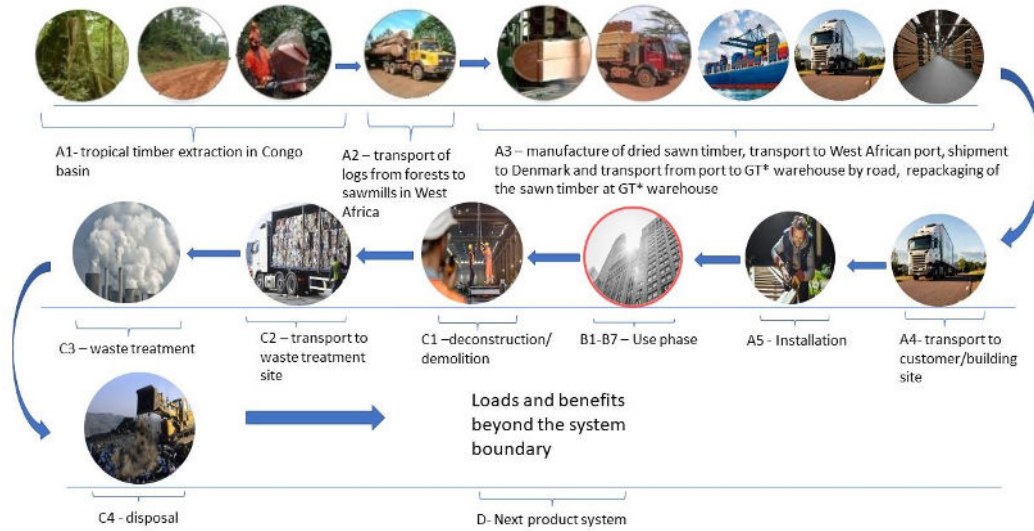 A1- tropical timber extraction in Congo
basin
A2 – transport of
logs from forests to
sawmills in West
Africa
A3 – manufacture of dried sawn timber, transport to West African port, shipment
to Denmark and transport from port to GT* warehouse by road, repackaging
of the sawn timber at GT* warehouse
C3 – waste treatment
C2 – transport to
waste treatment
site
C1 –deconstruction/
demolition
B1-B7 – Use phase
A5 - Installation
A4- transport to
customer/building
site
Loads and benefits
beyond the system
boundary
C4 - disposal
D- Next product system